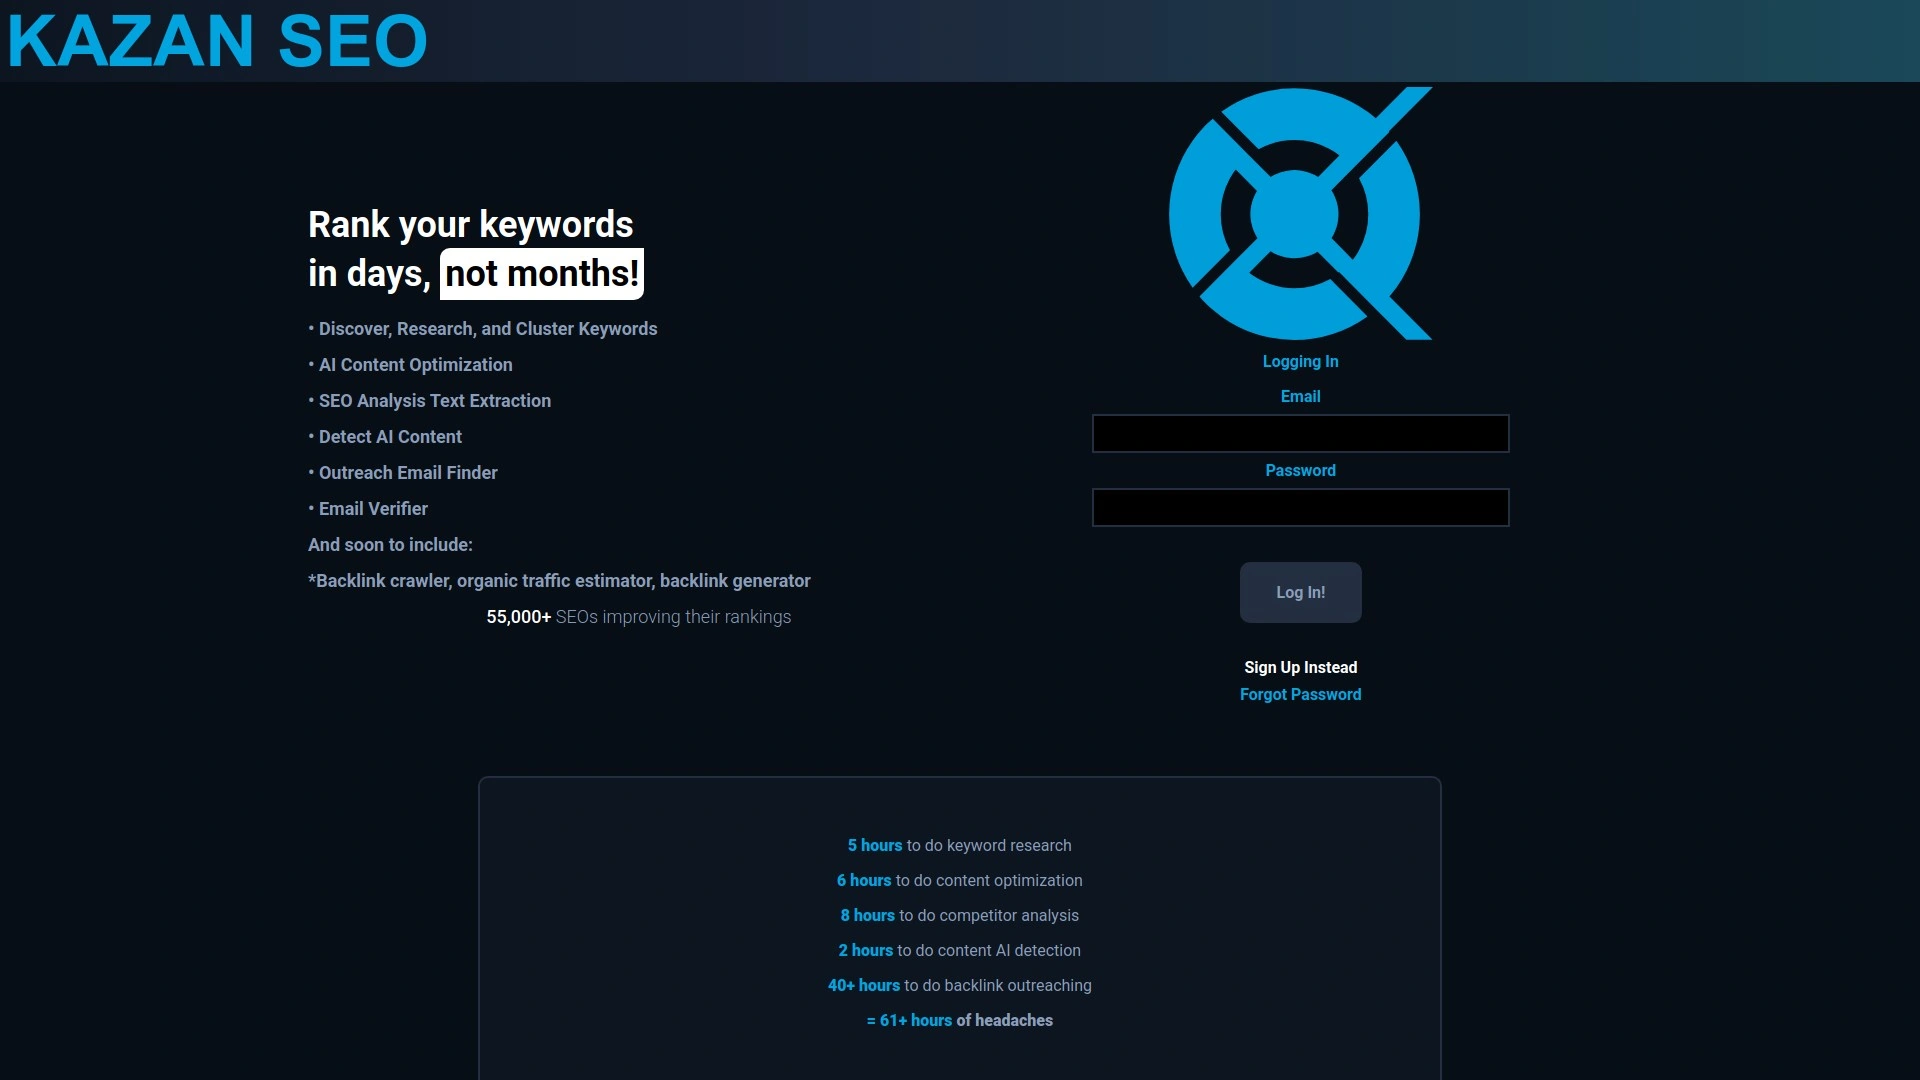 KAZAN SEO
Rank your keywords
in days, not months!
• Discover, Research, and Cluster Keywords
• AI Content Optimization
• SEO Analysis Text Extraction
• Detect AI Content
• Outreach Email Finder
• Email Verifier
And soon to include:
*Backlink crawler, organic traffic estimator, backlink generator
55,000+ SEOs improving their rankings
Logging In
Email
Password
Log In!
Sign Up Instead
Forgot Password
5 hours to do keyword research
6 hours to do content optimization
8 hours to do competitor analysis
2 hours to do content AI detection
40+ hours to do backlink outreaching
= 61+ hours of headaches